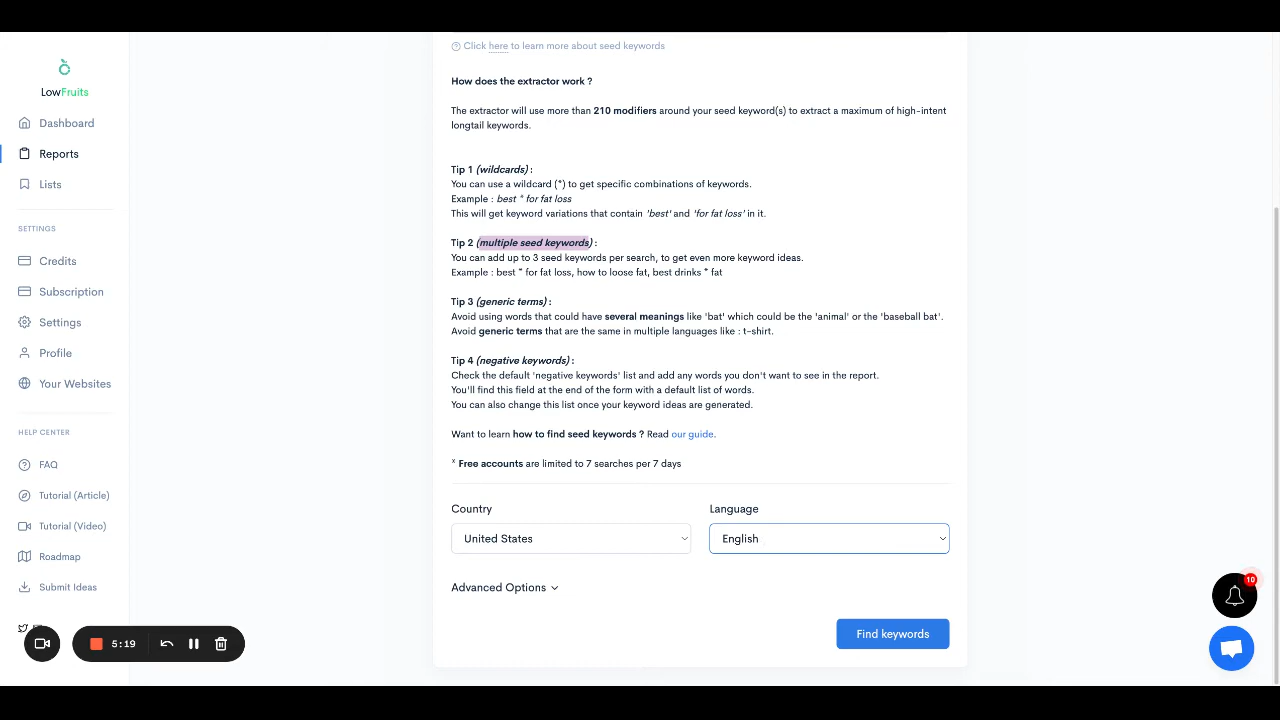 LowFruits
Dashboard
Reports
Lists
SETTINGS
Credits
Subscription
Settings
Profile
Your Websites
HELP CENTER
FAQ
Tutorial (Article)
Tutorial (Video)
Roadmap
Submit Ideas
5:19
Click here to learn more about seed keywords
How does the extractor work ?
The extractor will use more than 210 modifiers around your seed keyword(s) to extract a maximum of high-intent
longtail keywords.
Tip 1 (wildcards) :
You can use a wildcard (*) to get specific combinations of keywords.
Example : best * for fat loss
This will get keyword variations that contain 'best' and 'for fat loss' in it.
Tip 2 (multiple seed keywords) :
You can add up to 3 seed keywords per search, to get even more keyword ideas.
Example : best * for fat loss, how to loose fat, best drinks * fat
Tip 3 (generic terms) :
Avoid using words that could have several meanings like 'bat' which could be the 'animal' or the 'baseball bat'.
Avoid generic terms that are the same in multiple languages like : t-shirt.
Tip 4 (negative keywords) :
Check the default 'negative keywords' list and add any words you don't want to see in the report.
You'll find this field at the end of the form with a default list of words.
You can also change this list once your keyword ideas are generated.
Want to learn how to find seed keywords ? Read our guide.
* Free accounts are limited to 7 searches per 7 days
Country
Language
United States
English
Advanced Options
Find keywords
10